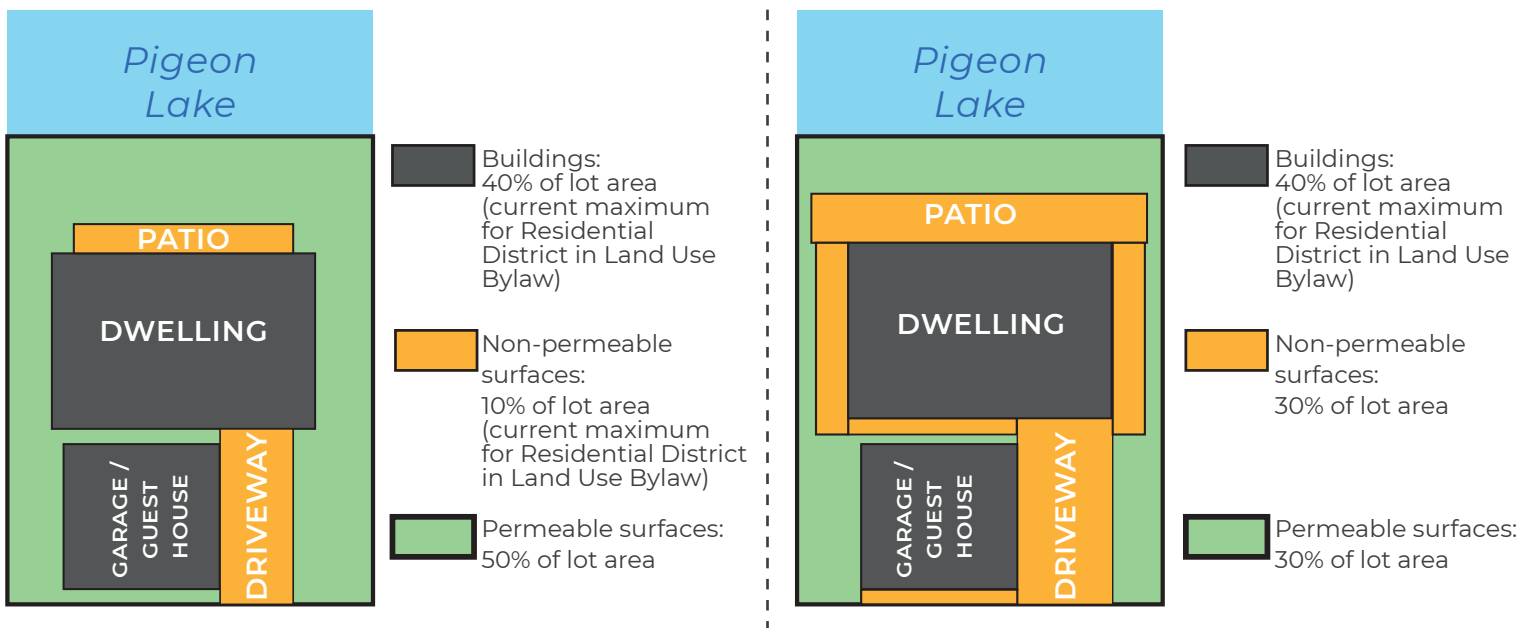 Pigeon
Lake
PATIO
DWELLING
GARAGE /
GUEST
HOUSE
DRIVEWAY
Buildings:
40% of lot area
(current maximum
for Residential
District in Land Use
Bylaw)
Non-permeable
surfaces:
10% of lot area
(current maximum
for Residential District
in Land Use Bylaw)
Permeable surfaces:
50% of lot area
Pigeon
Lake
PATIO
DWELLING
GARAGE /
GUEST
HOUSE
DRIVEWAY
Buildings:
40% of lot area
(current maximum
for Residential
District in Land Use
Bylaw)
Non-permeable
surfaces:
30% of lot area
Permeable surfaces:
30% of lot area